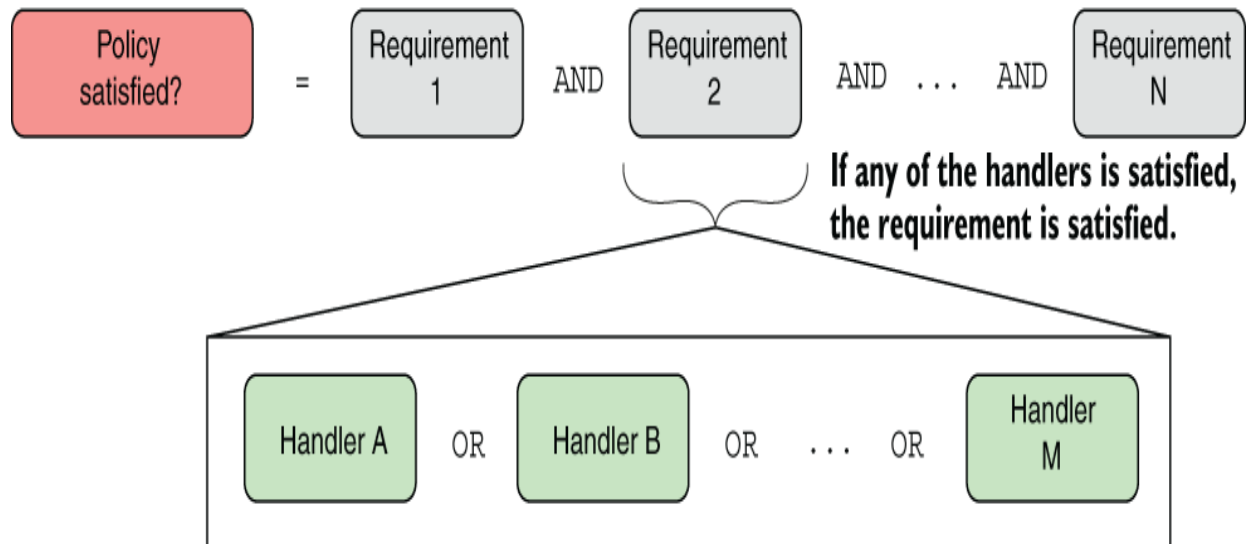 Policy
satisfied?
=
Requirement
1
AND
Requirement
2
AND ... AND
Requirement
N
If any of the handlers is satisfied,
the requirement is satisfied.
Handler A
OR
Handler B
OR ... OR
Handler
M